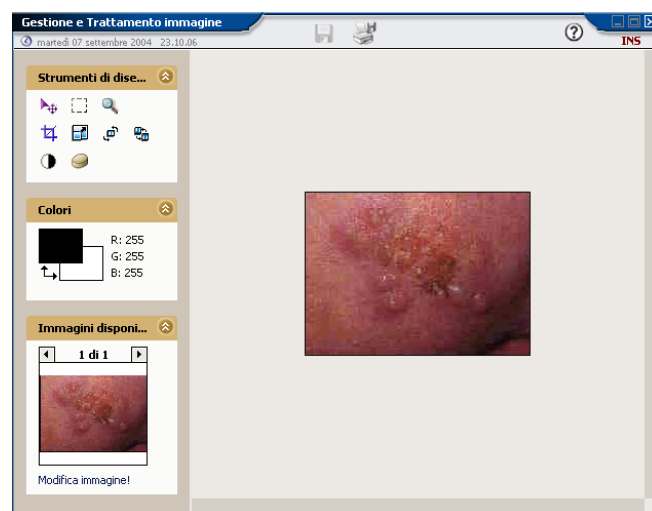 Gestione e Trattamento immagine
martedì 07 settembre 2004 23.10.06
INS
Strumenti di dise...
Colori
R: 255
G: 255
B: 255
Immagini disponi...
1 di 1
Modifica immagine!